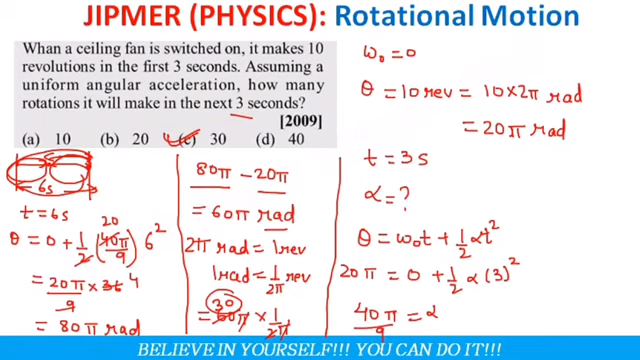 JIPMER (PHYSICS): Rotational Motion
Whan a ceiling fan is switched on, it makes 10
revolutions in the first 3 seconds. Assuming a
uniform angular acceleration, how many
rotations it will make in the next 3 seconds?
[2009]
(a) 10 (b) 20 (c) 30 (d) 40
6s
t = 6s
20
θ = 0 + 1/2 (40π/9) 6²
= 20π/9 × 36 4
= 80π rad
80π − 20π
= 60π rad
2π rad = 1 rev
1 rad = 1/2π rev
30
= 60π × 1/2π
ω₀ = 0
θ = 10 rev = 10 × 2π rad
= 20π rad
t = 3 s
α = ?
θ = ω₀t + 1/2 αt²
20π = 0 + 1/2 α (3)²
40π/9 = α
BELIEVE IN YOURSELF!!! YOU CAN DO IT!!!